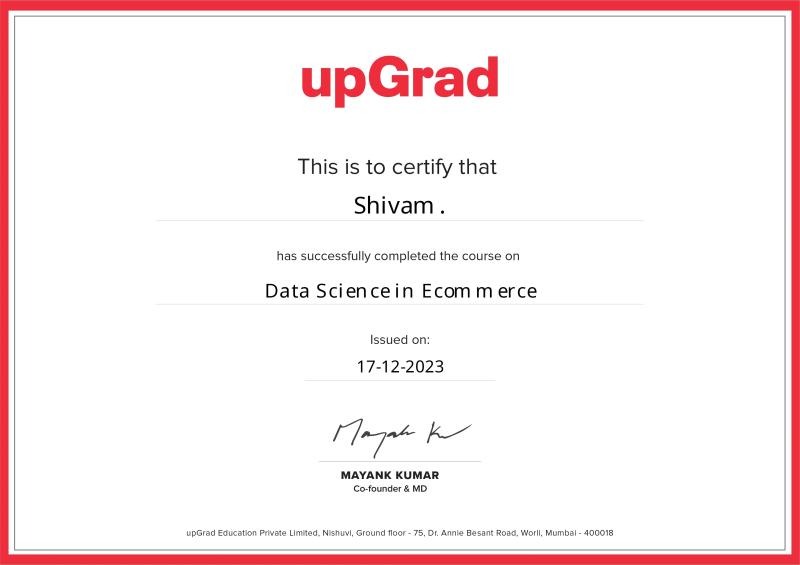 upGrad
This is to certify that
Shivam .
has successfully completed the course on
Data Science in Ecommerce
Issued on:
17-12-2023
Mayank Ku
MAYANK KUMAR
Co-founder & MD
upGrad Education Private Limited, Nishuvi, Ground floor - 75, Dr. Annie Besant Road, Worli, Mumbai - 400018